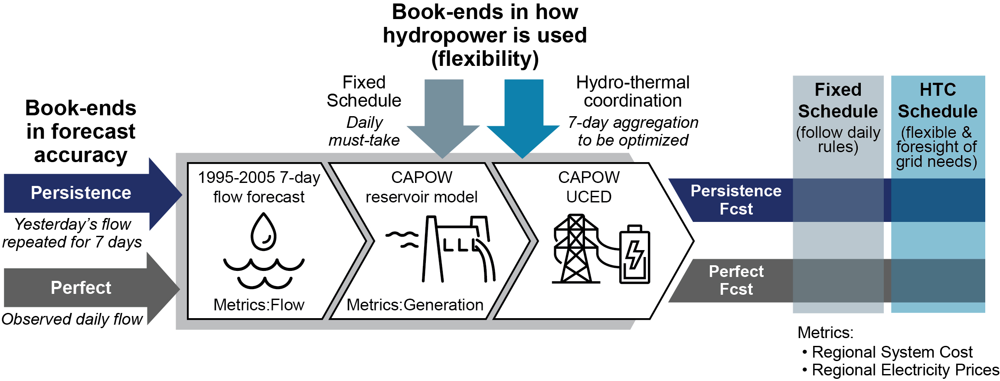 Book-ends in how
hydropower is used
(flexibility)
Book-ends
in forecast
accuracy
Persistence
Yesterday’s flow
repeated for 7 days
Perfect
Observed daily flow
Fixed
Schedule
Daily
must-take
Hydro-thermal
coordination
7-day aggregation
to be optimized
1995-2005 7-day
flow forecast
Metrics:Flow
CAPOW
reservoir model
Metrics:Generation
CAPOW
UCED
Persistence
Fcst
Perfect
Fcst
Fixed
Schedule
(follow daily
rules)
HTC
Schedule
(flexible &
foresight of
grid needs)
Metrics:
• Regional System Cost
• Regional Electricity Prices